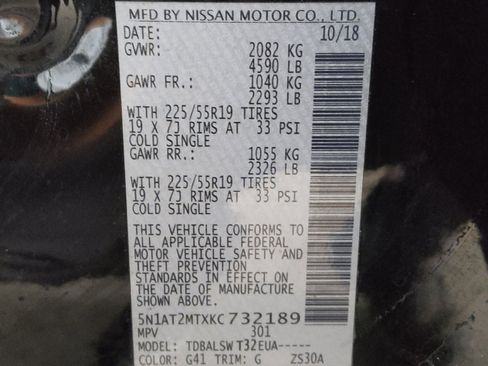 MFD BY NISSAN MOTOR CO., LTD.
DATE: 10/18
GVWR: 2082 KG
4590 LB
GAWR FR.: 1040 KG
2293 LB
WITH 225/55R19 TIRES
19 X 7J RIMS AT 33 PSI
COLD SINGLE
GAWR RR.: 1055 KG
2326 LB
WITH 225/55R19 TIRES
19 X 7J RIMS AT 33 PSI
COLD SINGLE
THIS VEHICLE CONFORMS TO
ALL APPLICABLE FEDERAL
MOTOR VEHICLE SAFETY AND
THEFT PREVENTION
STANDARDS IN EFFECT ON
THE DATE OF MANUFACTURE
SHOWN ABOVE.
5N1AT2MTXKC732189
MPV 301
MODEL: TDBALSWT32EUA-----
COLOR: G41 TRIM: G ZS30A